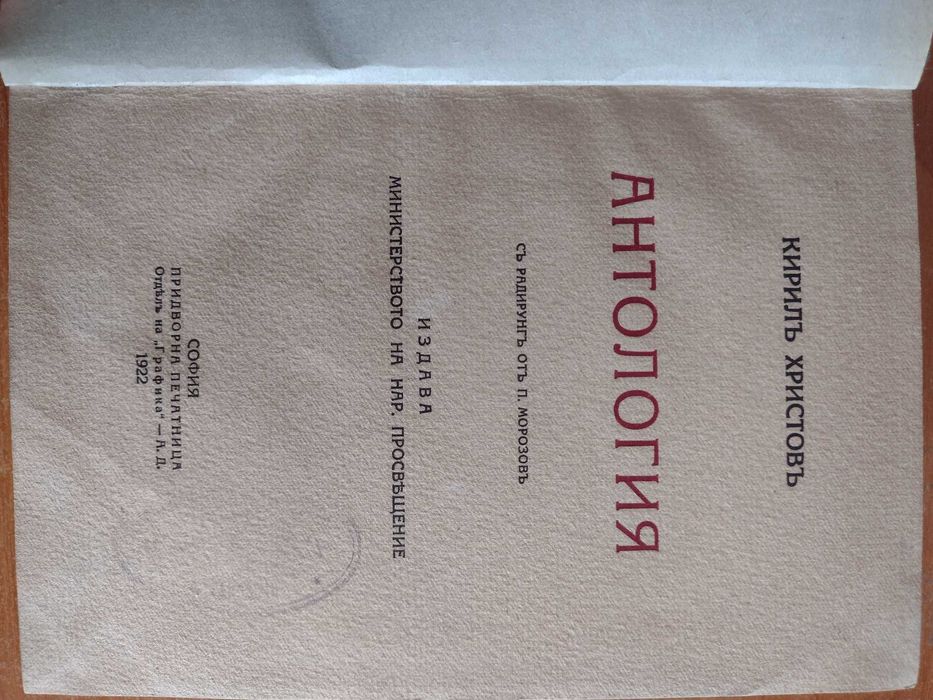 КИРИЛЪ ХРИСТОВЪ
АНТОЛОГИЯ
СЪ РАДИРУНГЪ ОТЪ П. МОРОЗОВЪ
ИЗДАВА
МИНИСТЕРСТВОТО НА НАР. ПРОСВѢЩЕНИЕ
СОФИЯ
ПРИДВОРНА ПЕЧАТНИЦА
Отдѣлъ на „Графика“ — А. Д.
1922